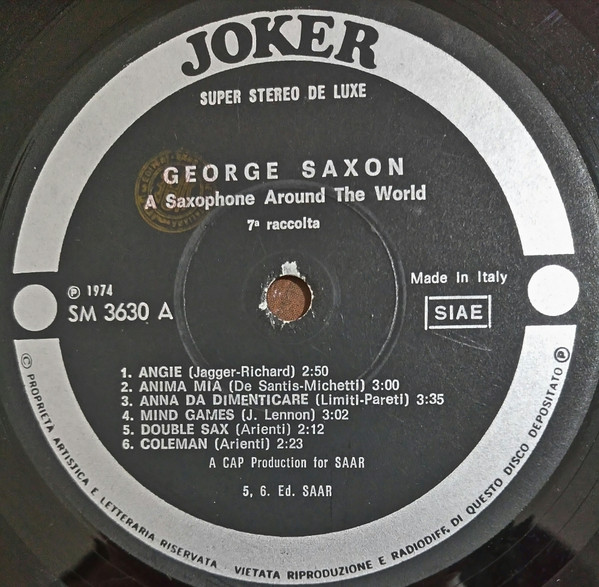 JOKER
SUPER STEREO DE LUXE
GEORGE SAXON
A Saxophone Around The World
7ª raccolta
Ⓟ 1974
SM 3630 A
Made In Italy
SIAE
1. ANGIE (Jagger-Richard) 2:50
2. ANIMA MIA (De Santis-Michetti) 3:00
3. ANNA DA DIMENTICARE (Limiti-Pareti) 3:35
4. MIND GAMES (J. Lennon) 3:02
5. DOUBLE SAX (Arienti) 2:12
6. COLEMAN (Arienti) 2:23
A CAP Production for SAAR
5, 6. Ed. SAAR
© PROPRIETA ARTISTICA E LETTERARIA RISERVATA - VIETATA RIPRODUZIONE E RADIODIFF. DI QUESTO DISCO DEPOSITATO Ⓟ